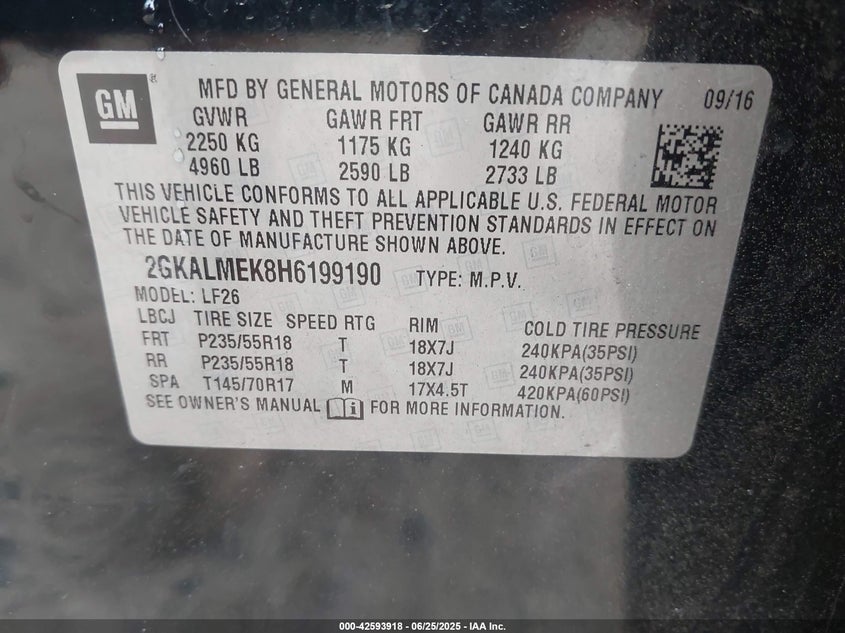 GM
MFD BY GENERAL MOTORS OF CANADA COMPANY 09/16
GVWR GAWR FRT GAWR RR
2250 KG 1175 KG 1240 KG
4960 LB 2590 LB 2733 LB
THIS VEHICLE CONFORMS TO ALL APPLICABLE U.S. FEDERAL MOTOR
VEHICLE SAFETY AND THEFT PREVENTION STANDARDS IN EFFECT ON
THE DATE OF MANUFACTURE SHOWN ABOVE.
2GKALMEK8H6199190 TYPE: M.P.V.
MODEL: LF26
LBCJ TIRE SIZE SPEED RTG RIM COLD TIRE PRESSURE
FRT P235/55R18 T 18X7J 240KPA(35PSI)
RR P235/55R18 T 18X7J 240KPA(35PSI)
SPA T145/70R17 M 17X4.5T 420KPA(60PSI)
SEE OWNER'S MANUAL FOR MORE INFORMATION.
000-42593918 - 06/25/2025 - IAA Inc.